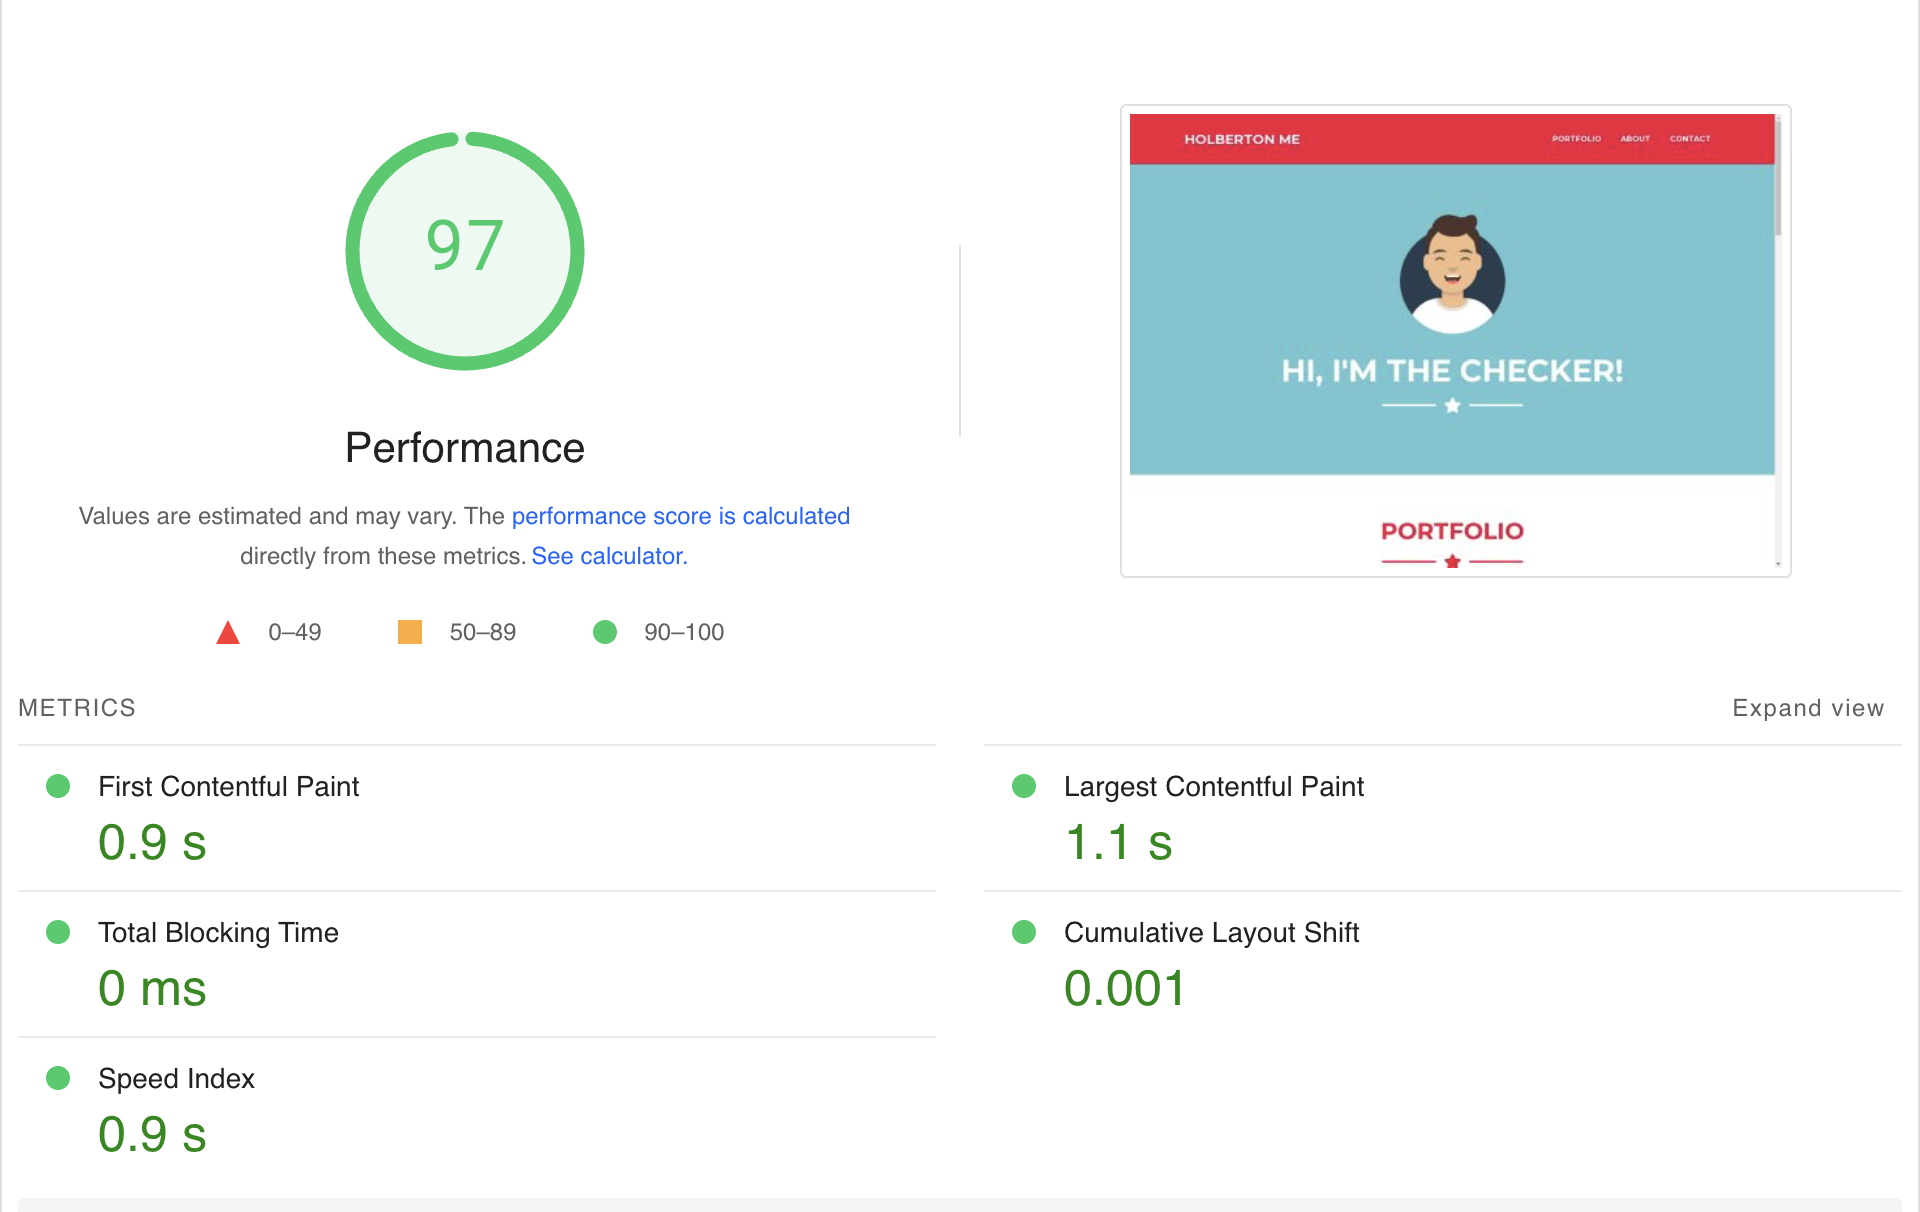 97
Performance
Values are estimated and may vary. The performance score is calculated
directly from these metrics. See calculator.
0–49
50–89
90–100
HOLBERTON ME
PORTFOLIO ABOUT CONTACT
HI, I'M THE CHECKER!
PORTFOLIO
METRICS
Expand view
First Contentful Paint
0.9 s
Largest Contentful Paint
1.1 s
Total Blocking Time
0 ms
Cumulative Layout Shift
0.001
Speed Index
0.9 s